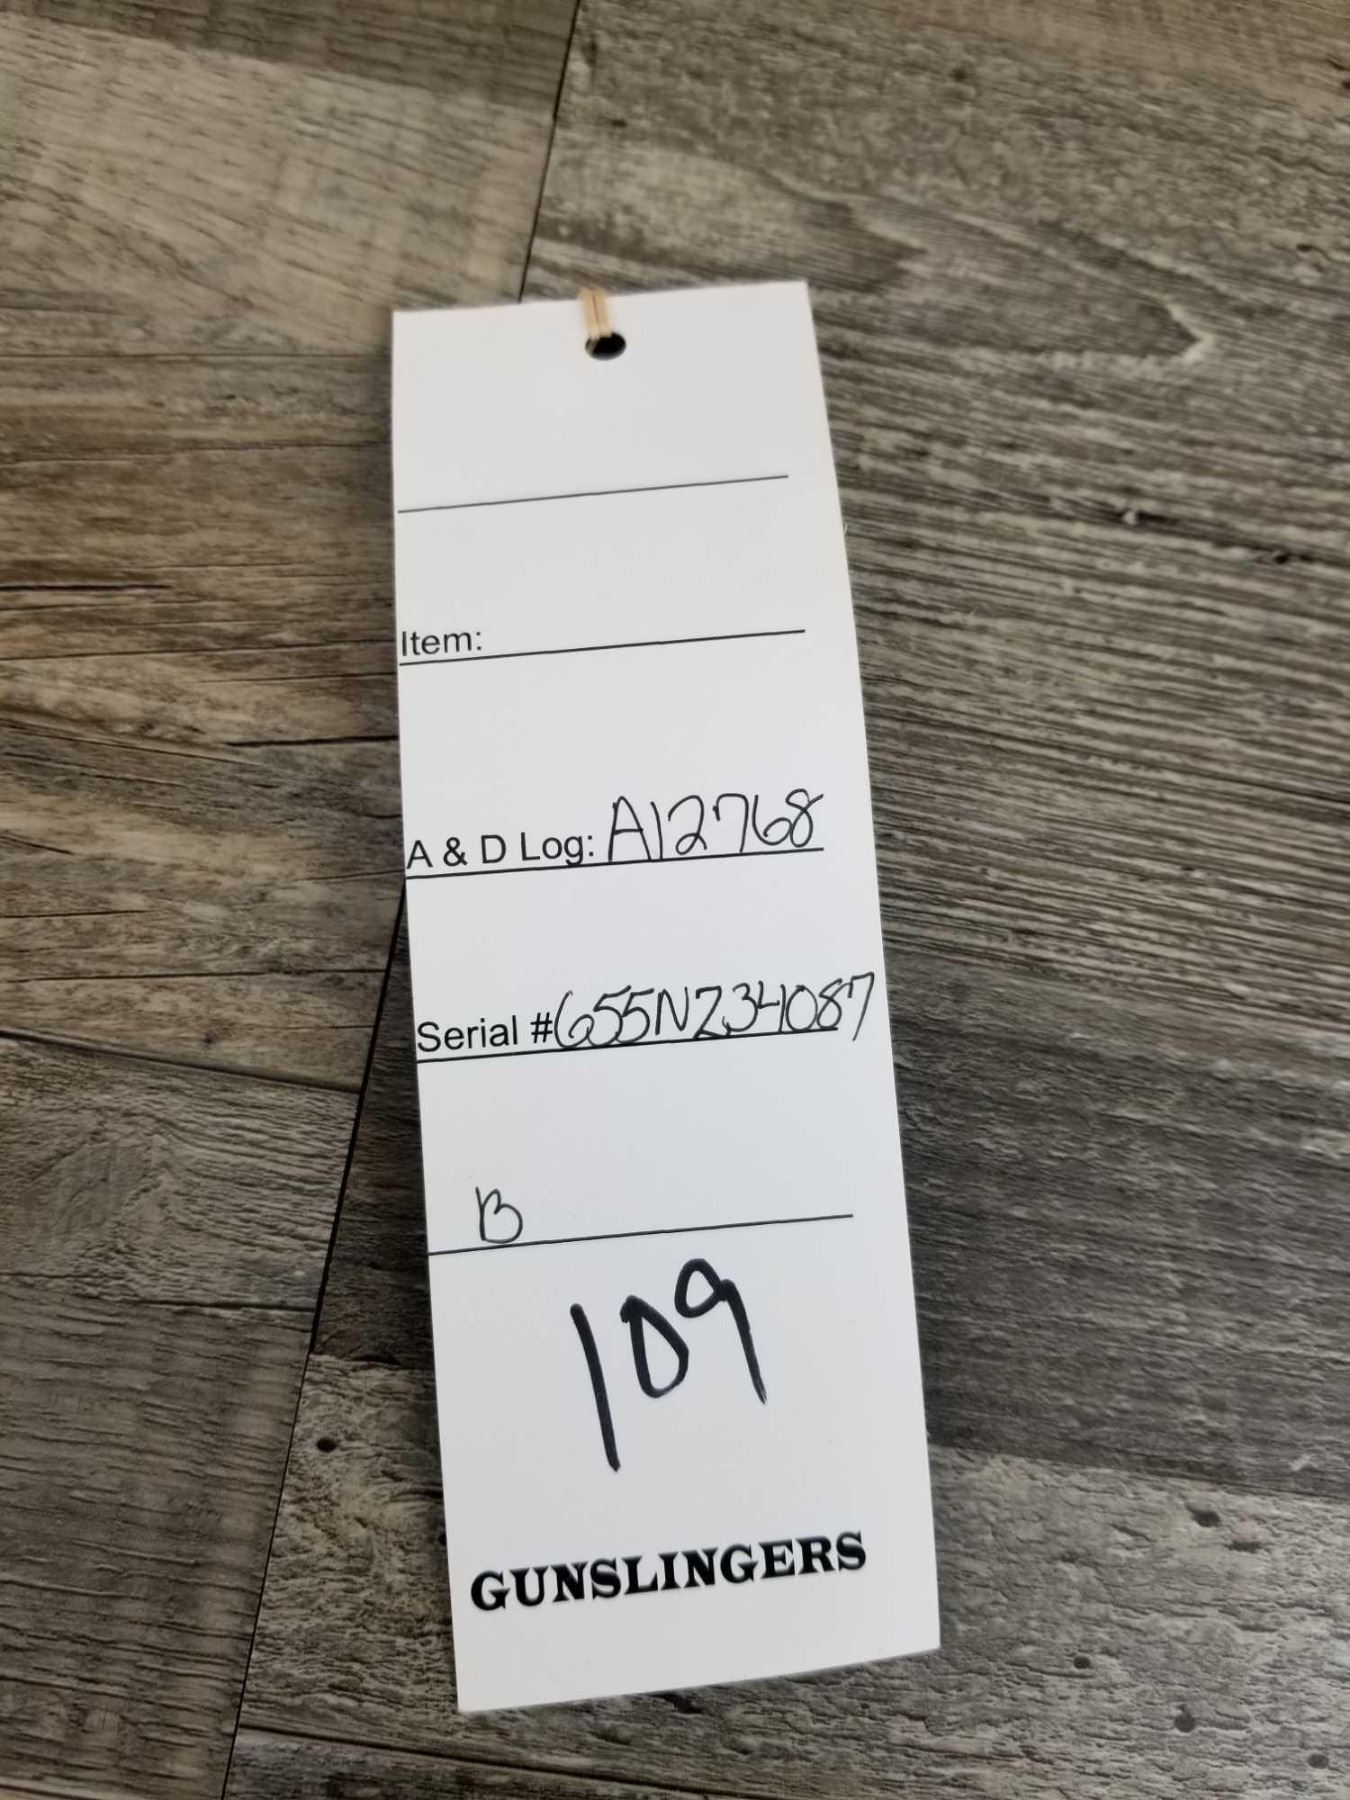 Item:
A & D Log: A12768
Serial #655NZ34087
B
109
GUNSLINGERS